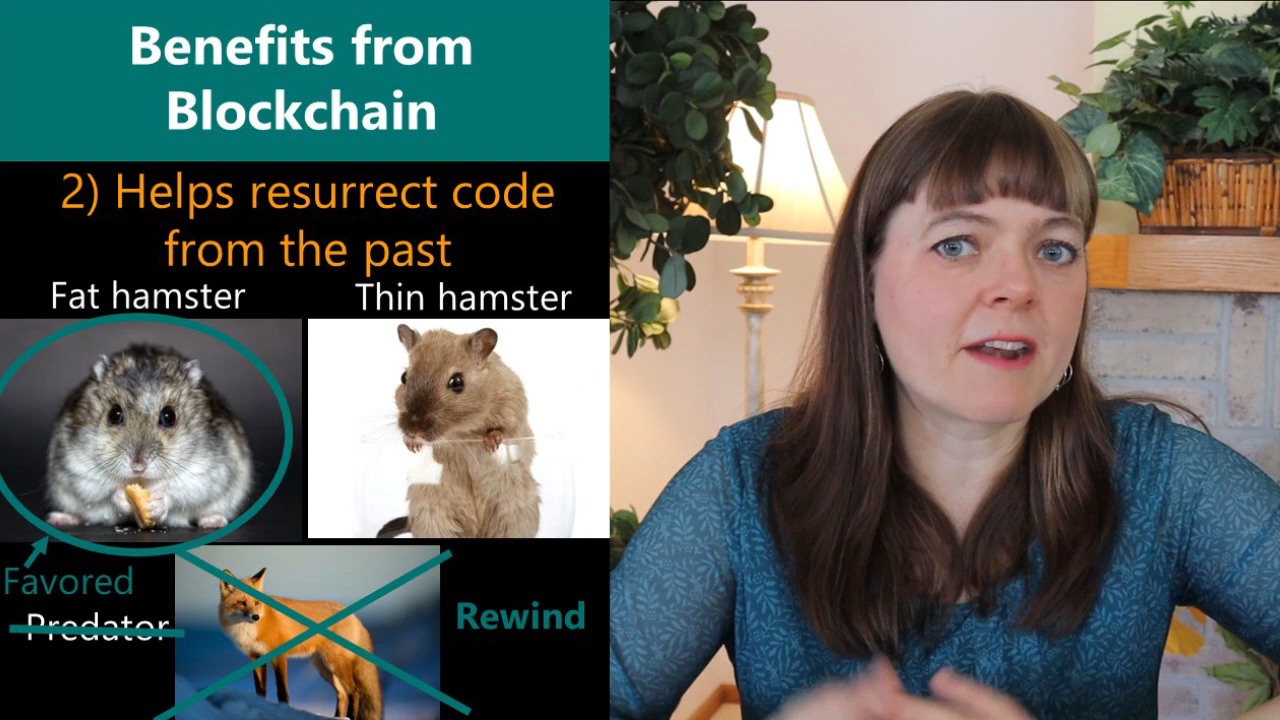 Benefits from
Blockchain
2) Helps resurrect code
from the past
Fat hamster
Thin hamster
Favored
Predator
Rewind